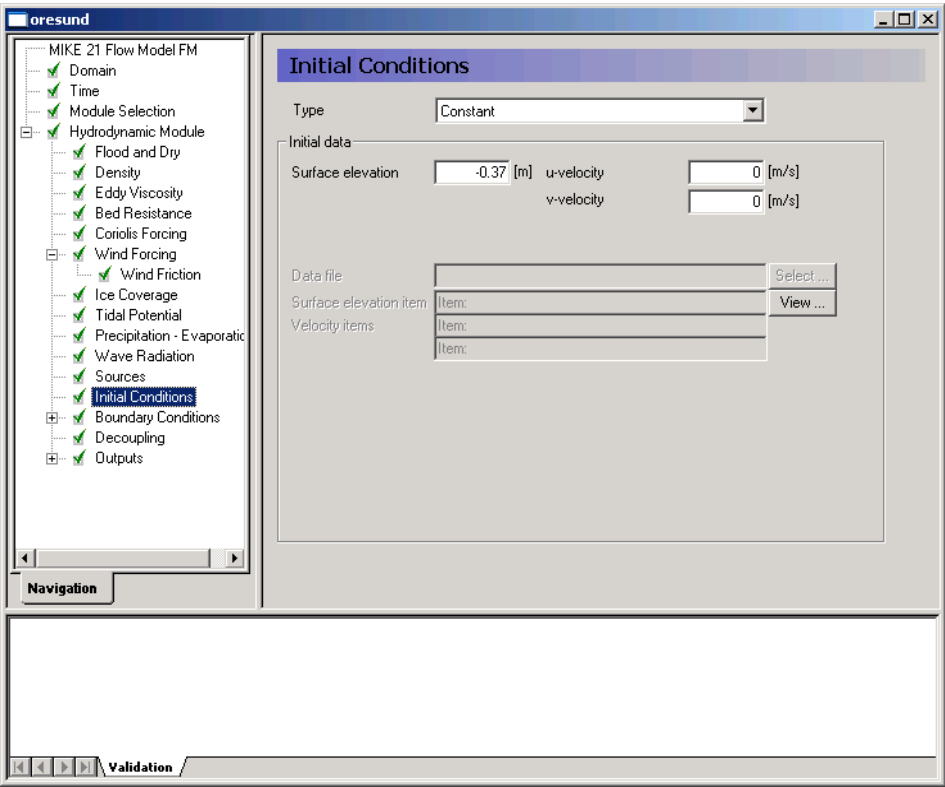 oresund
MIKE 21 Flow Model FM
Domain
Time
Module Selection
Hydrodynamic Module
Flood and Dry
Density
Eddy Viscosity
Bed Resistance
Coriolis Forcing
Wind Forcing
Wind Friction
Ice Coverage
Tidal Potential
Precipitation - Evaporatic
Wave Radiation
Sources
Initial Conditions
Boundary Conditions
Decoupling
Outputs
Navigation
Initial Conditions
Type Constant
Initial data
Surface elevation -0.37 [m] u-velocity 0 [m/s]
v-velocity 0 [m/s]
Data file Select ...
Surface elevation item Item: View ...
Velocity items Item:
Item:
Validation